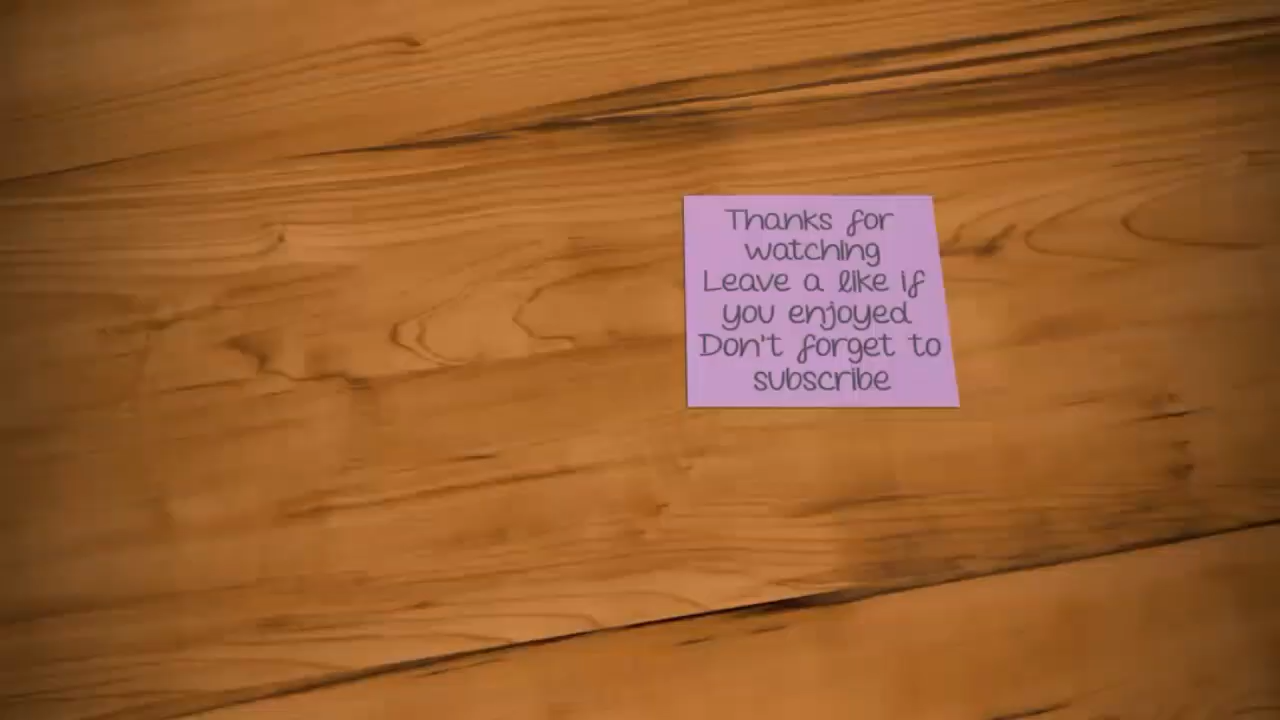 Thanks for
watching
Leave a like if
you enjoyed
Don't forget to
subscribe